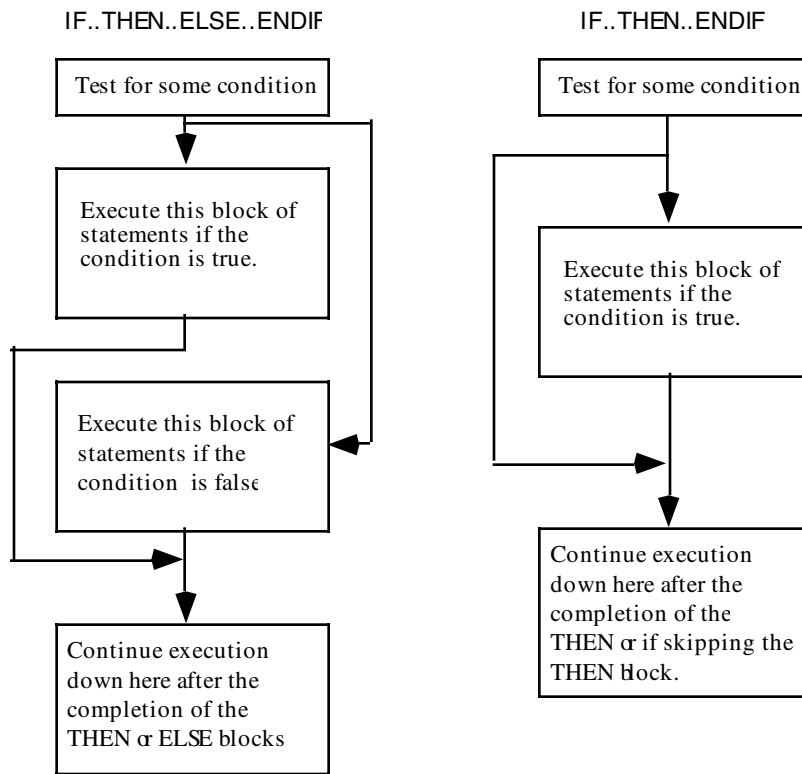 IF..THEN..ELSE..ENDIF
Test for some condition
Execute this block of
statements if the
condition is true.
Execute this block of
statements if the
condition is false
Continue execution
down here after the
completion of the
THEN or ELSE blocks
IF..THEN..ENDIF
Test for some condition
Execute this block of
statements if the
condition is true.
Continue execution
down here after the
completion of the
THEN or if skipping the
THEN block.